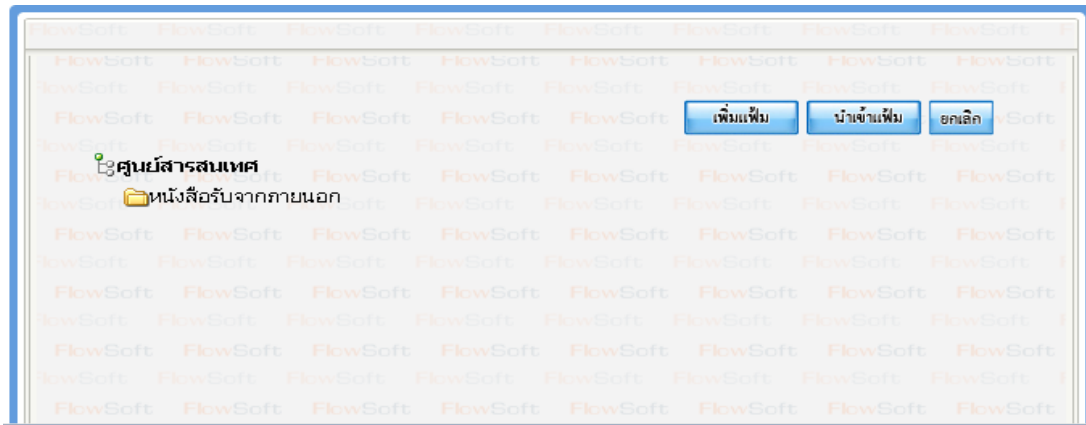 เพิ่มแฟ้ม นำเข้าแฟ้ม ยกเลิก
ศูนย์สารสนเทศ
หนังสือรับจากภายนอก
FlowSoft